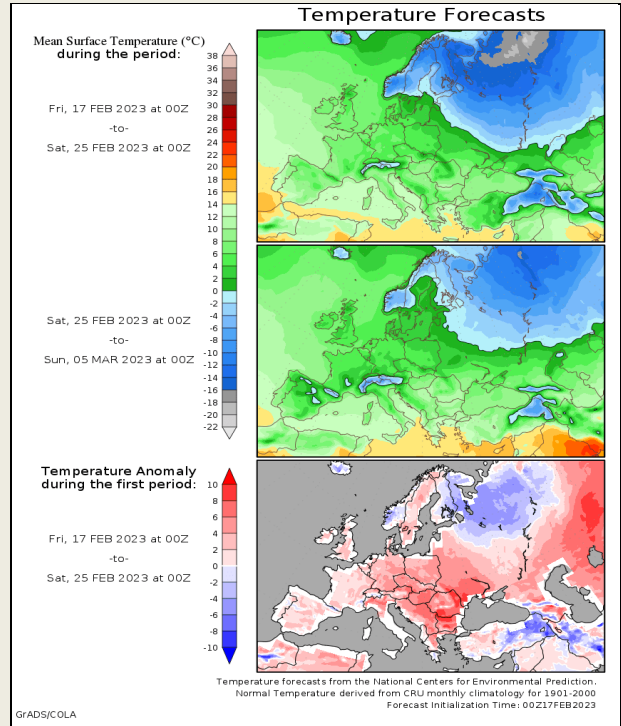 Temperature Forecasts
Mean Surface Temperature (°C)
during the period:
Fri, 17 FEB 2023 at 00Z
-to-
Sat, 25 FEB 2023 at 00Z
38
36
34
32
30
28
26
24
22
20
18
16
14
12
10
8
6
4
2
0
-2
-4
-6
-8
-10
-12
-14
-16
-18
-20
-22
Sat, 25 FEB 2023 at 00Z
-to-
Sun, 05 MAR 2023 at 00Z
Temperature Anomaly
during the first period:
Fri, 17 FEB 2023 at 00Z
-to-
Sat, 25 FEB 2023 at 00Z
10
8
6
4
2
0
-2
-4
-6
-8
-10
Temperature forecasts from the National Centers for Environmental Prediction.
Normal Temperature derived from CRU monthly climatology for 1901-2000
Forecast Initialization Time: 00Z17FEB2023
GrADS/COLA